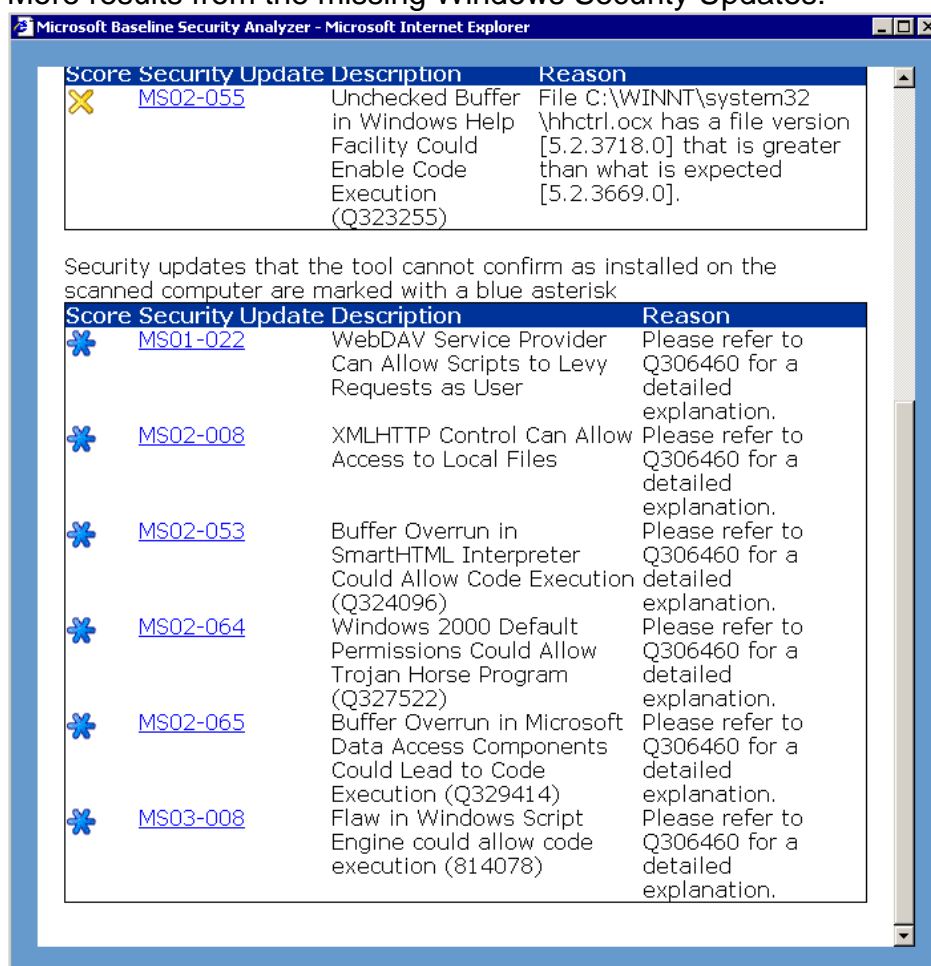 More results from the missing Windows Security Updates.
Microsoft Baseline Security Analyzer - Microsoft Internet Explorer
Score Security Update Description Reason
MS02-055 Unchecked Buffer File C:\WINNT\system32
in Windows Help \hhctrl.ocx has a file version
Facility Could [5.2.3718.0] that is greater
Enable Code than what is expected
Execution [5.2.3669.0].
(Q323255)
Security updates that the tool cannot confirm as installed on the
scanned computer are marked with a blue asterisk
Score Security Update Description Reason
MS01-022 WebDAV Service Provider Please refer to
Can Allow Scripts to Levy Q306460 for a
Requests as User detailed
explanation.
MS02-008 XMLHTTP Control Can Allow Please refer to
Access to Local Files Q306460 for a
detailed
explanation.
MS02-053 Buffer Overrun in Please refer to
SmartHTML Interpreter Q306460 for a
Could Allow Code Execution detailed
(Q324096) explanation.
MS02-064 Windows 2000 Default Please refer to
Permissions Could Allow Q306460 for a
Trojan Horse Program detailed
(Q327522) explanation.
MS02-065 Buffer Overrun in Microsoft Please refer to
Data Access Components Q306460 for a
Could Lead to Code detailed
Execution (Q329414) explanation.
MS03-008 Flaw in Windows Script Please refer to
Engine could allow code Q306460 for a
execution (814078) detailed
explanation.